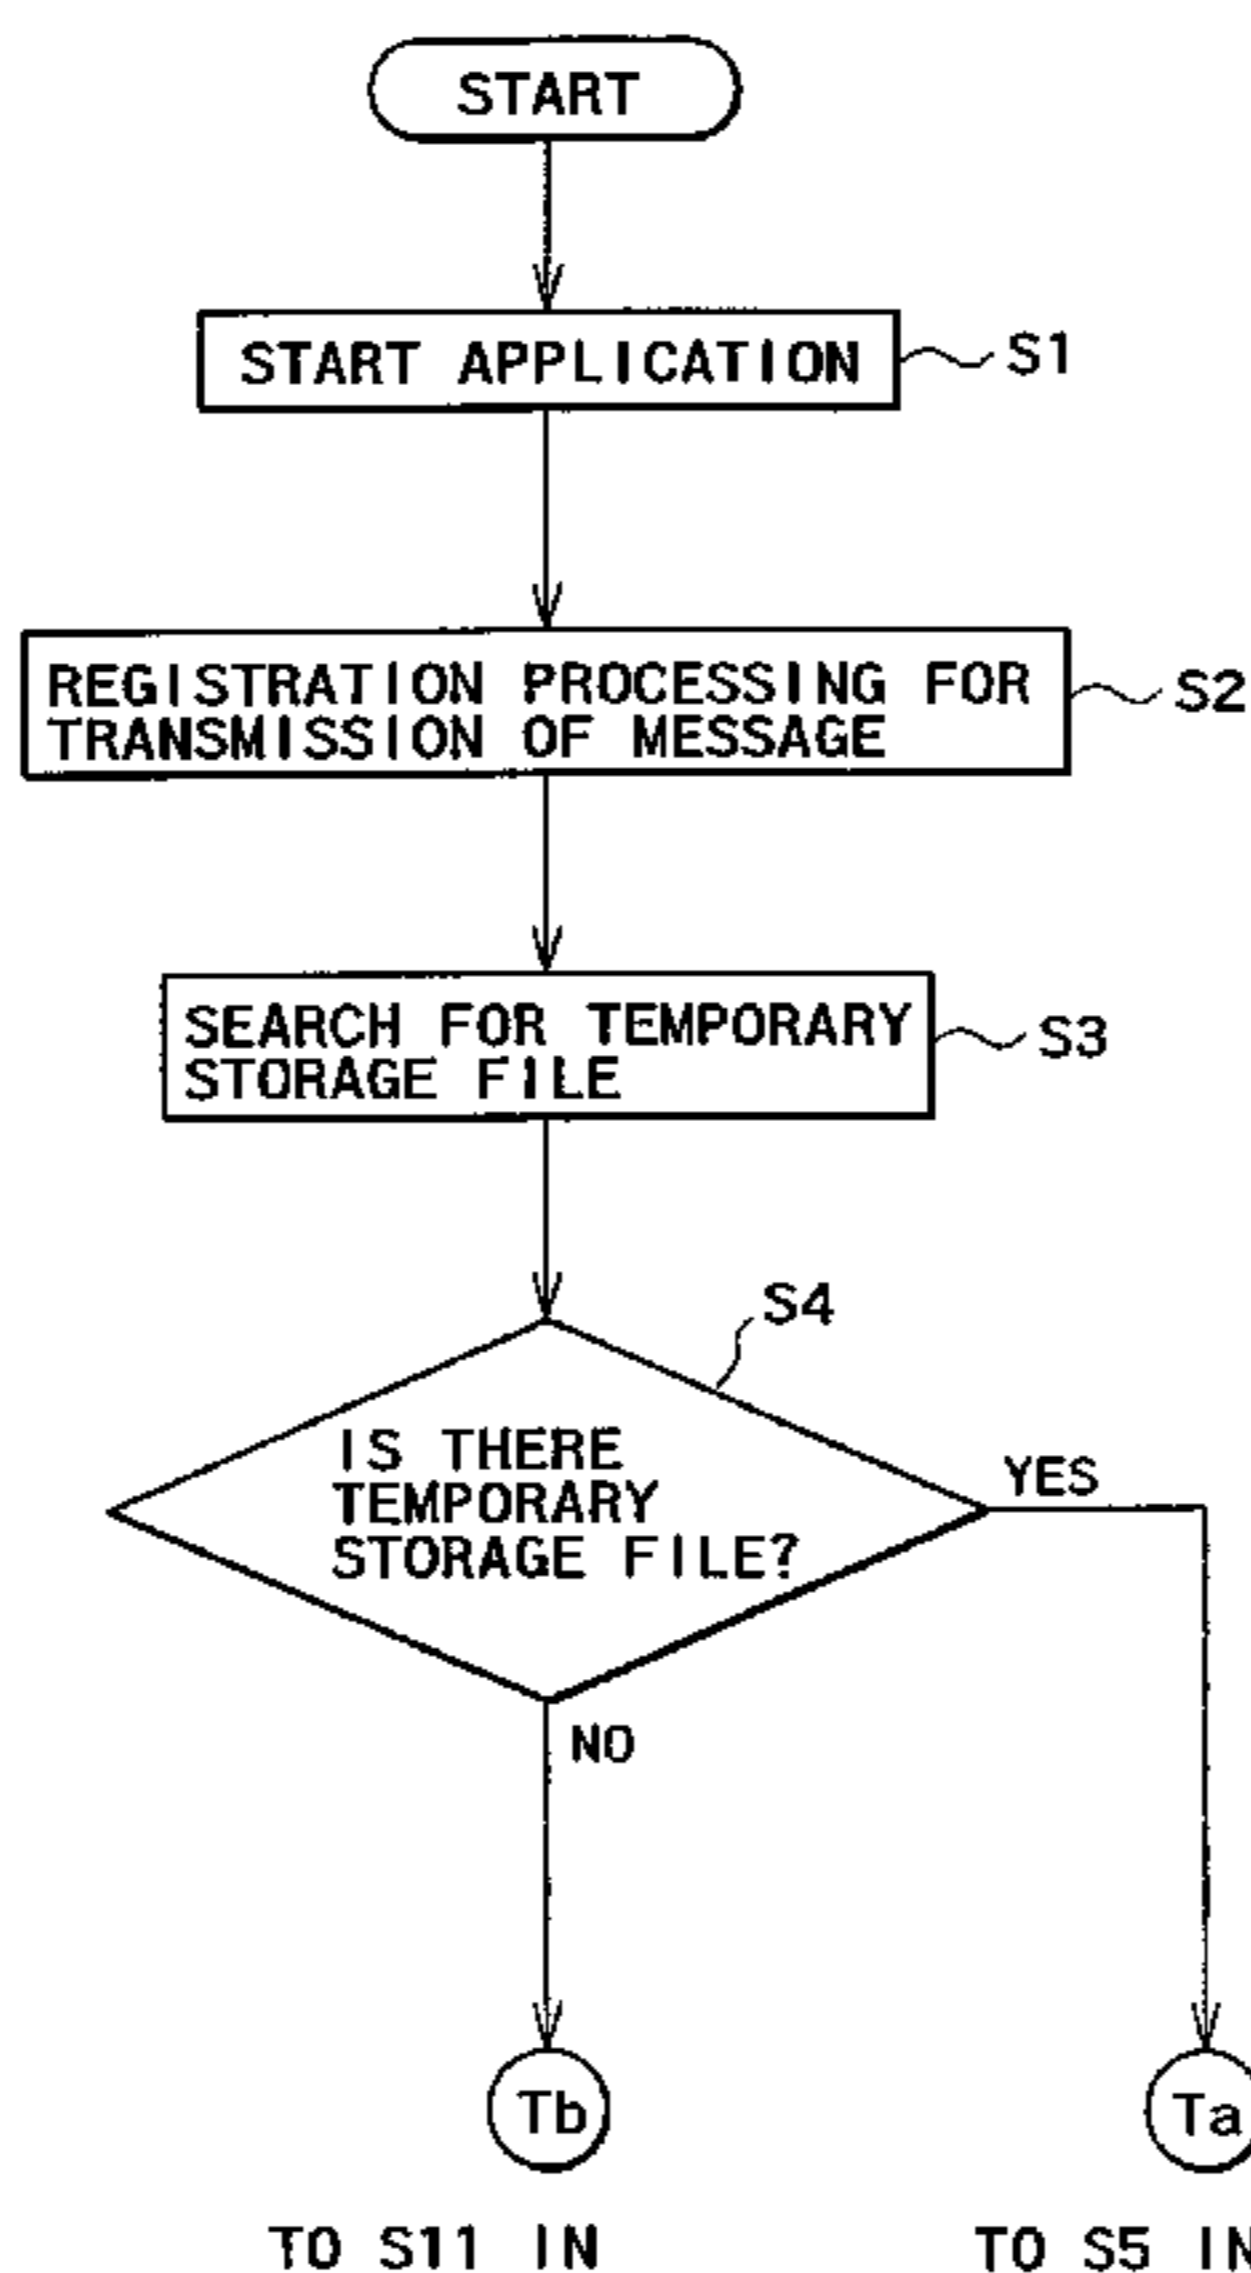 START
START APPLICATION
S1
REGISTRATION PROCESSING FOR
TRANSMISSION OF MESSAGE
S2
SEARCH FOR TEMPORARY
STORAGE FILE
S3
S4
IS THERE
TEMPORARY
STORAGE FILE?
YES
NO
Tb
Ta
TO S11 IN
TO S5 IN